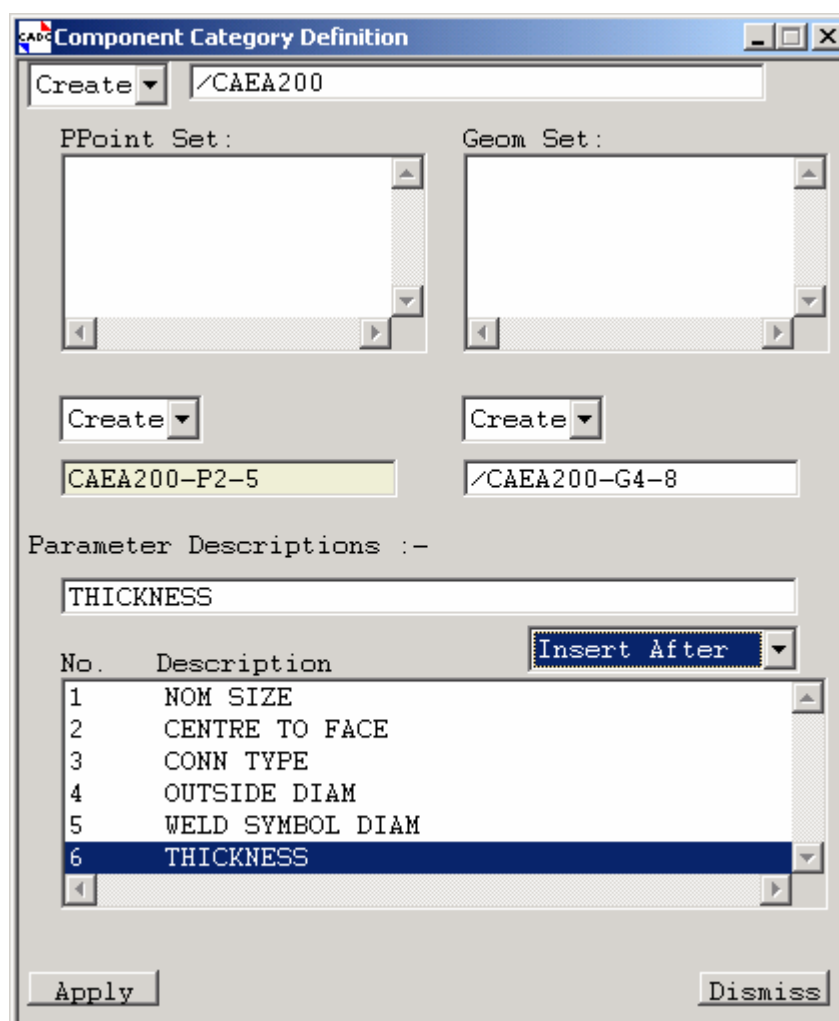 CADC Component Category Definition
Create /CAEA200
PPoint Set: Geom Set:
Create Create
CAEA200-P2-5 /CAEA200-G4-8
Parameter Descriptions :-
THICKNESS
Insert After
No. Description
1 NOM SIZE
2 CENTRE TO FACE
3 CONN TYPE
4 OUTSIDE DIAM
5 WELD SYMBOL DIAM
6 THICKNESS
Apply Dismiss